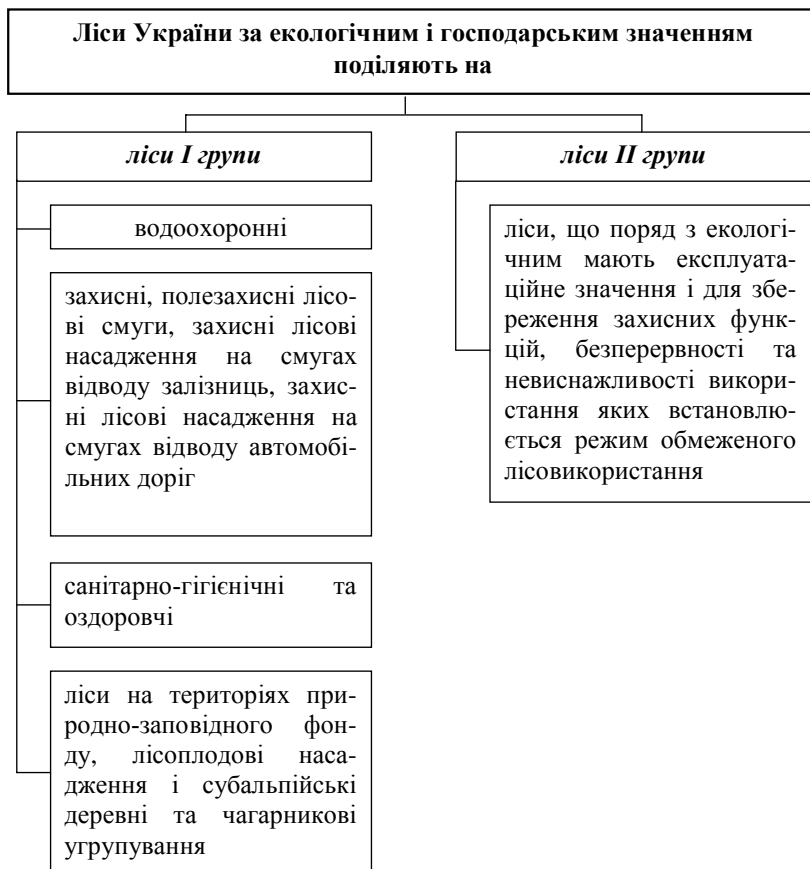 Ліси України за екологічним і господарським значенням
поділяють на
ліси І групи
водоохоронні
захисні, полезахисні лісо-
ві смуги, захисні лісові
насадження на смугах
відводу залізниць, захис-
ні лісові насадження на
смугах відводу автомобі-
льних доріг
санітарно-гігієнічні та
оздоровчі
ліси на територіях при-
родно-заповідного фон-
ду, лісоплодові наса-
дження і субальпійські
деревні та чагарникові
угрупування
ліси ІІ групи
ліси, що поряд з екологі-
чним мають експлуата-
ційне значення і для збе-
реження захисних функ-
цій, безперервності та
невиснажливості викори-
стання яких встановлю-
ється режим обмеженого
лісовикористання